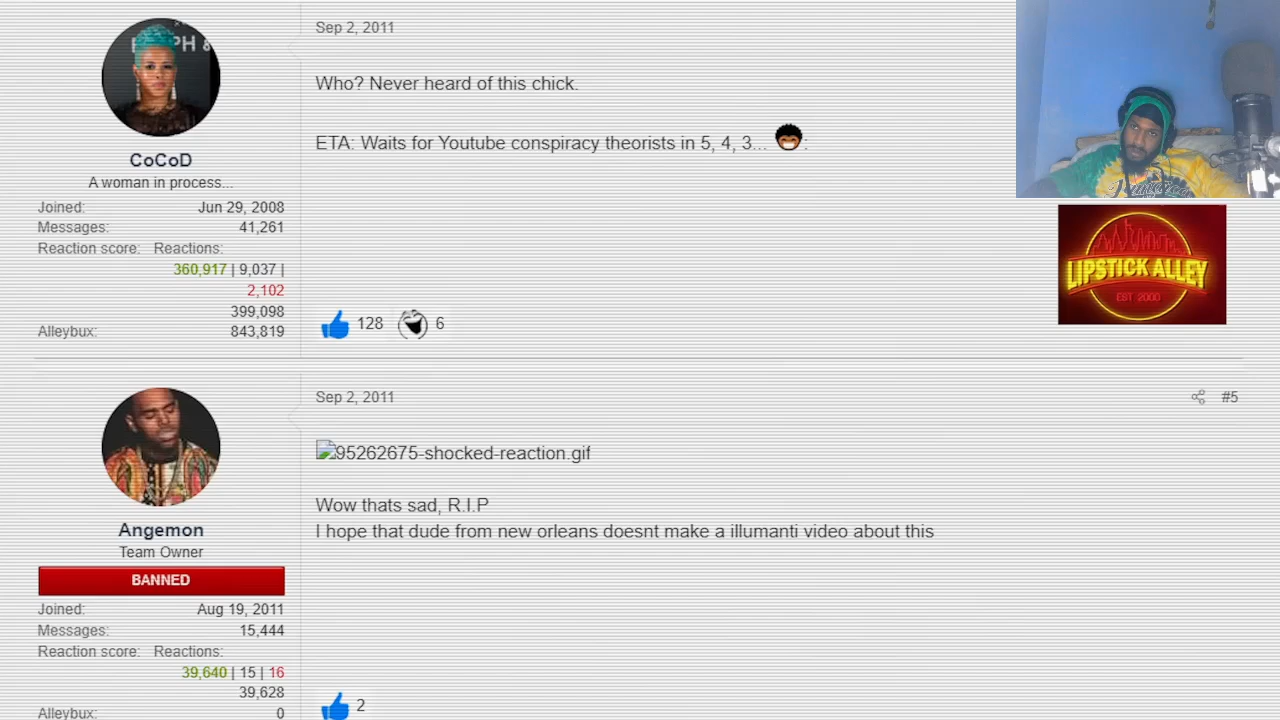 Sep 2, 2011
Who? Never heard of this chick.
ETA: Waits for Youtube conspiracy theorists in 5, 4, 3... :
CoCoD
A woman in process...
Joined: Jun 29, 2008
Messages: 41,261
Reaction score: Reactions:
360,917 | 9,037 |
2,102
399,098
Alleybux: 843,819
128 6
LIPSTICK ALLEY
EST 2000
Sep 2, 2011 #5
95262675-shocked-reaction.gif
Wow thats sad, R.I.P
I hope that dude from new orleans doesnt make a illumanti video about this
Angemon
Team Owner
BANNED
Joined: Aug 19, 2011
Messages: 15,444
Reaction score: Reactions:
39,640 | 15 | 16
39,628
Alleybux: 0
2